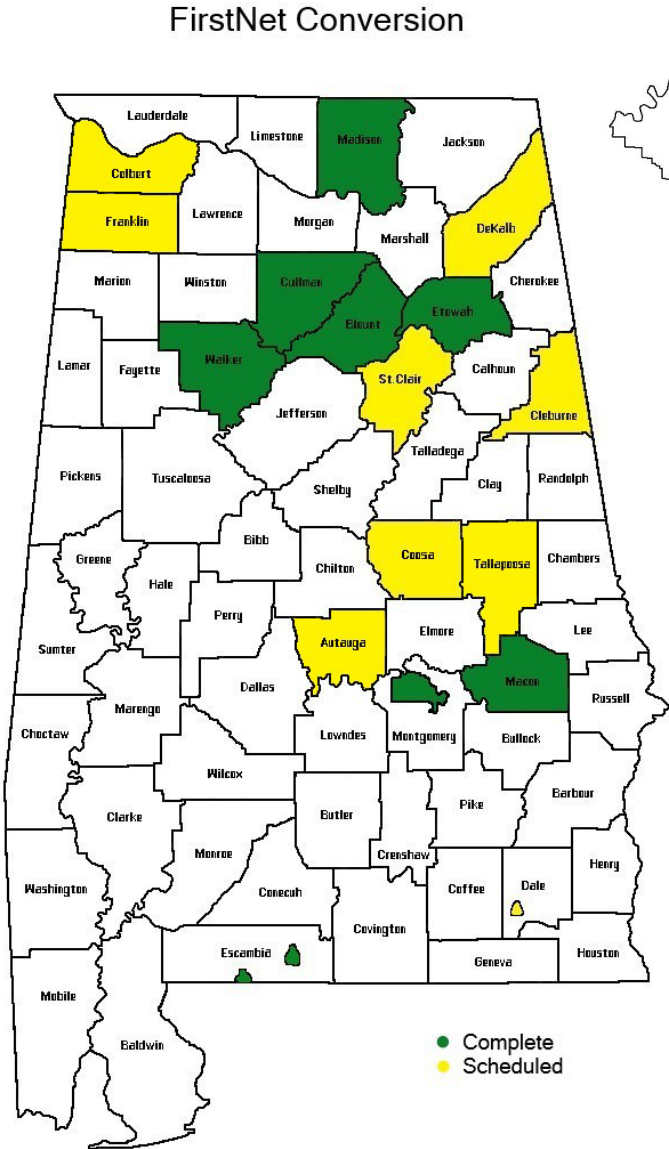 FirstNet Conversion
Lauderdale
Limestone
Madison
Jackson
Colbert
Franklin
Lawrence
Morgan
Marshall
DeKalb
Marion
Winston
Cullman
Blount
Etowah
Cherokee
Lamar
Fayette
Walker
Jefferson
St.Clair
Calhoun
Cleburne
Pickens
Tuscaloosa
Shelby
Talladega
Clay
Randolph
Greene
Hale
Bibb
Chilton
Coosa
Tallapoosa
Chambers
Sumter
Perry
Autauga
Elmore
Lee
Marengo
Dallas
Lowndes
Montgomery
Macon
Russell
Choctaw
Wilcox
Bullock
Clarke
Butler
Crenshaw
Pike
Barbour
Washington
Monroe
Conecuh
Covington
Coffee
Dale
Henry
Mobile
Baldwin
Escambia
Geneva
Houston
Complete
Scheduled